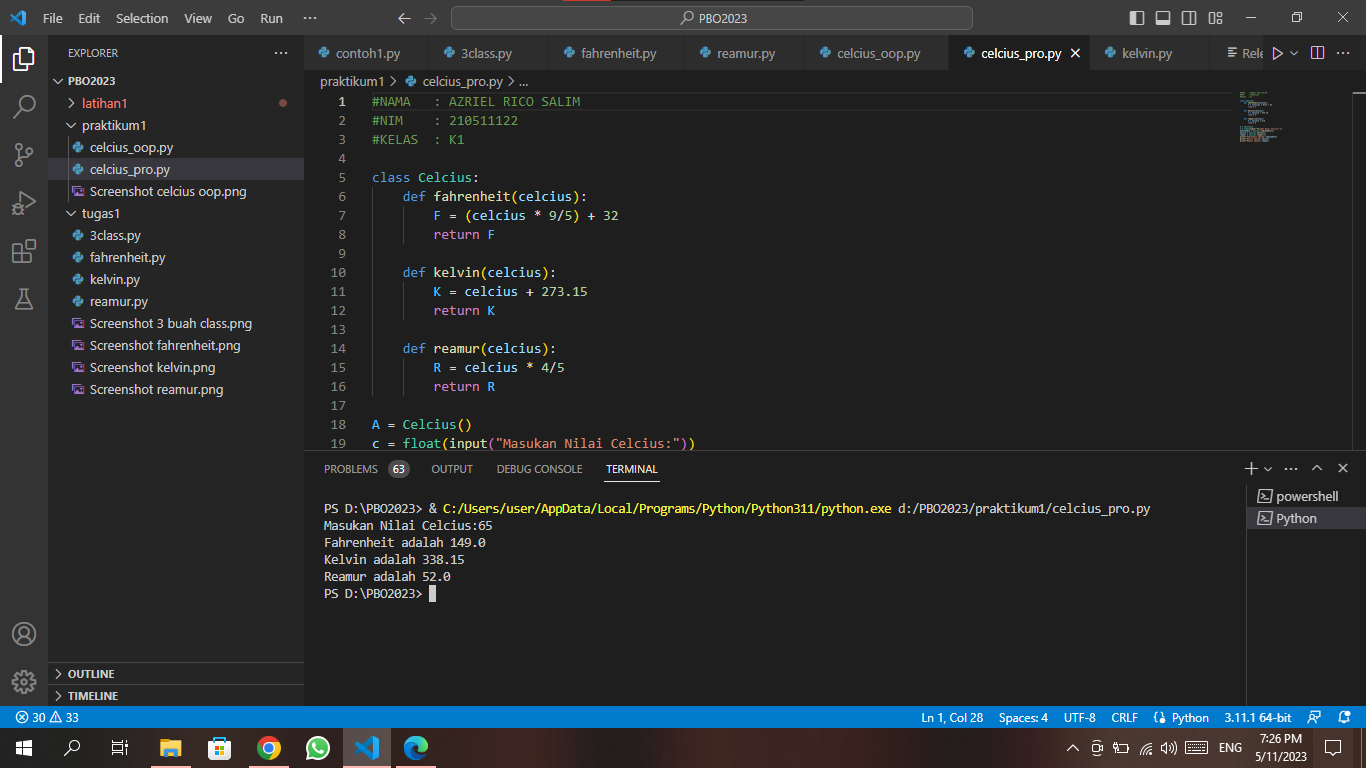 File Edit Selection View Go Run ··· PBO2023
EXPLORER ···
PBO2023
latihan1
praktikum1
celcius_oop.py
celcius_pro.py
Screenshot celcius oop.png
tugas1
3class.py
fahrenheit.py
kelvin.py
reamur.py
Screenshot 3 buah class.png
Screenshot fahrenheit.png
Screenshot kelvin.png
Screenshot reamur.png
OUTLINE
TIMELINE
contoh1.py 3class.py fahrenheit.py reamur.py celcius_oop.py celcius_pro.py kelvin.py Rele ···
praktikum1 > celcius_pro.py > ...
1 #NAMA   : AZRIEL RICO SALIM
2 #NIM    : 210511122
3 #KELAS  : K1
4
5 class Celcius:
6     def fahrenheit(celcius):
7         F = (celcius * 9/5) + 32
8         return F
9
10     def kelvin(celcius):
11         K = celcius + 273.15
12         return K
13
14     def reamur(celcius):
15         R = celcius * 4/5
16         return R
17
18 A = Celcius()
19 c = float(input("Masukan Nilai Celcius:"))
PROBLEMS 63 OUTPUT DEBUG CONSOLE TERMINAL
PS D:\PBO2023> & C:/Users/user/AppData/Local/Programs/Python/Python311/python.exe d:/PBO2023/praktikum1/celcius_pro.py
Masukan Nilai Celcius:65
Fahrenheit adalah 149.0
Kelvin adalah 338.15
Reamur adalah 52.0
PS D:\PBO2023>
powershell
Python
30 33 Ln 1, Col 28 Spaces: 4 UTF-8 CRLF Python 3.11.1 64-bit
ENG 7:26 PM
5/11/2023